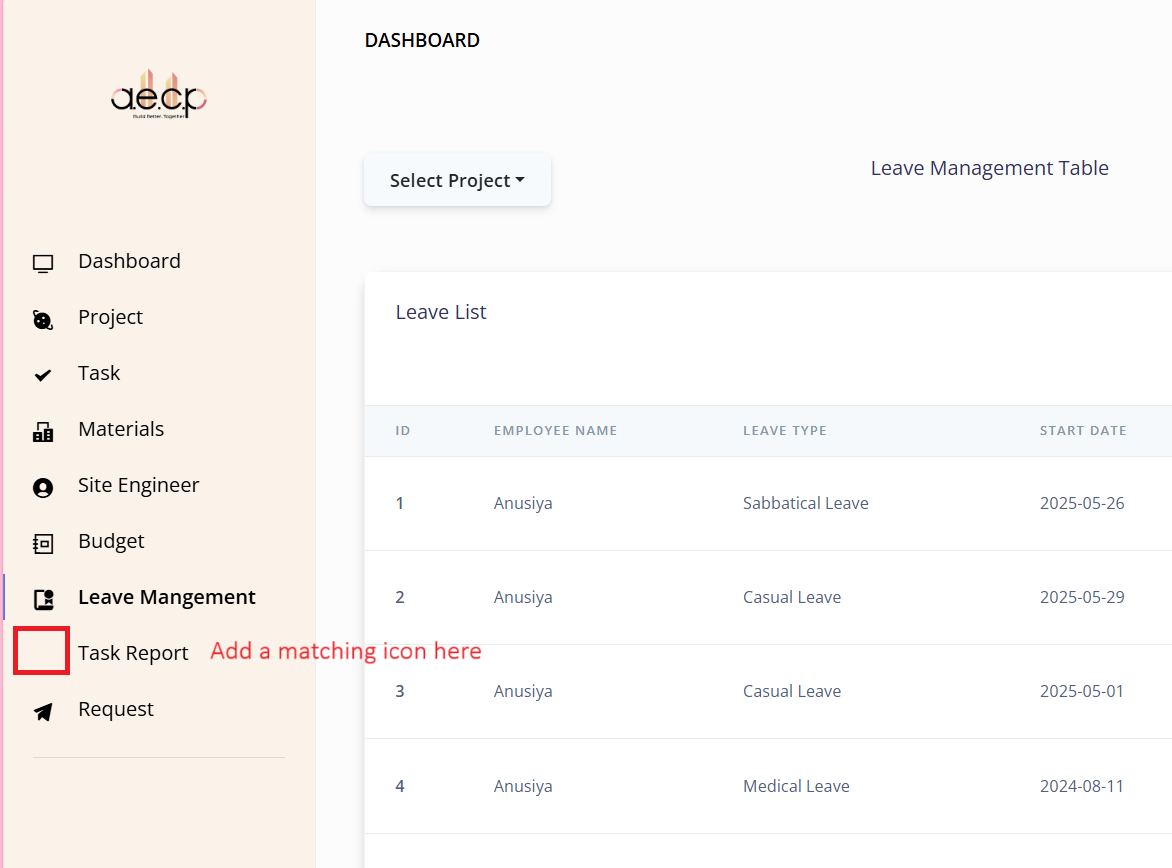 DASHBOARD
a.e.c.p
Build Better. Together
Select Project
Leave Management Table
Dashboard
Project
Task
Materials
Site Engineer
Budget
Leave Mangement
Task Report
Add a matching icon here
Request
Leave List
ID EMPLOYEE NAME LEAVE TYPE START DATE
1 Anusiya Sabbatical Leave 2025-05-26
2 Anusiya Casual Leave 2025-05-29
3 Anusiya Casual Leave 2025-05-01
4 Anusiya Medical Leave 2024-08-11